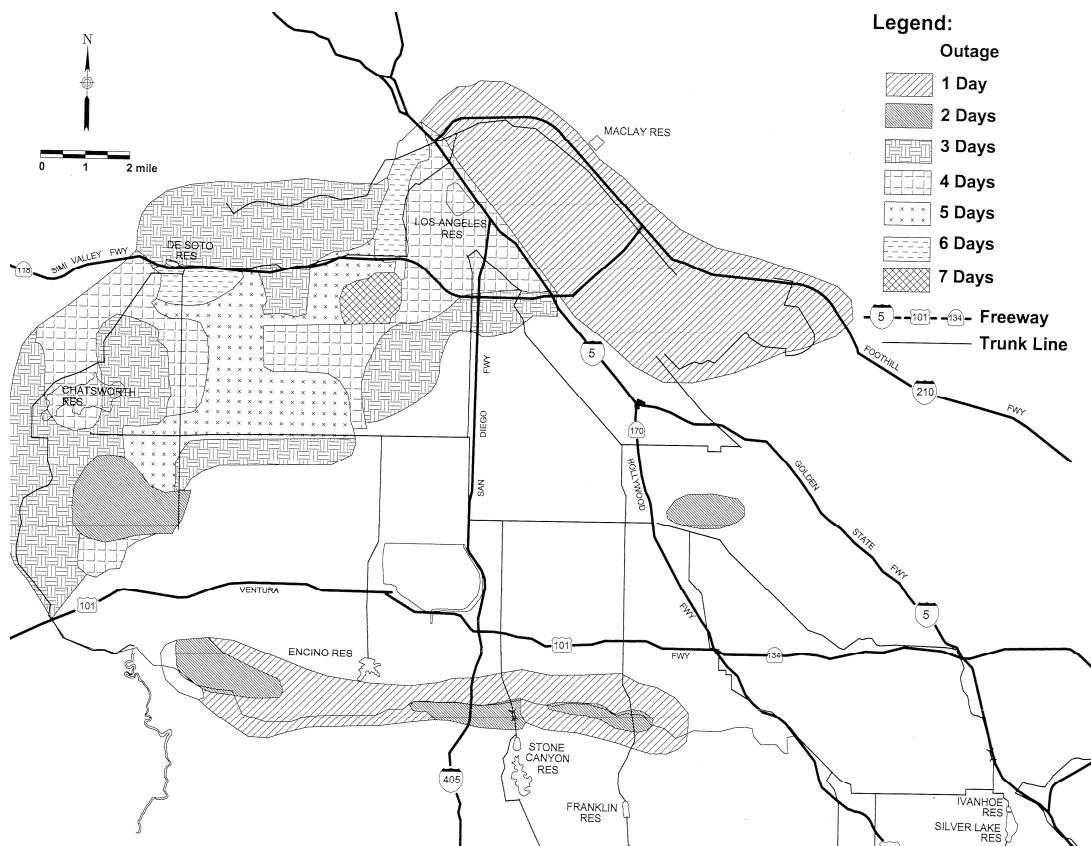 Legend:
Outage
1 Day
2 Days
3 Days
4 Days
5 Days
6 Days
7 Days
5
101
134
Freeway
Trunk Line
N
0 1 2 mile
MACLAY RES
LOS ANGELES
RES
DE SOTO
RES
118
SIMI VALLEY FWY
CHATSWORTH
RES
SAN
DIEGO
FWY
5
FOOTHILL
210
FWY
170
HOLLYWOOD
FWY
GOLDEN
STATE
FWY
5
101
VENTURA
101
FWY
134
ENCINO RES
405
STONE
CANYON
RES
FRANKLIN
RES
IVANHOE
RES
SILVER LAKE
RES